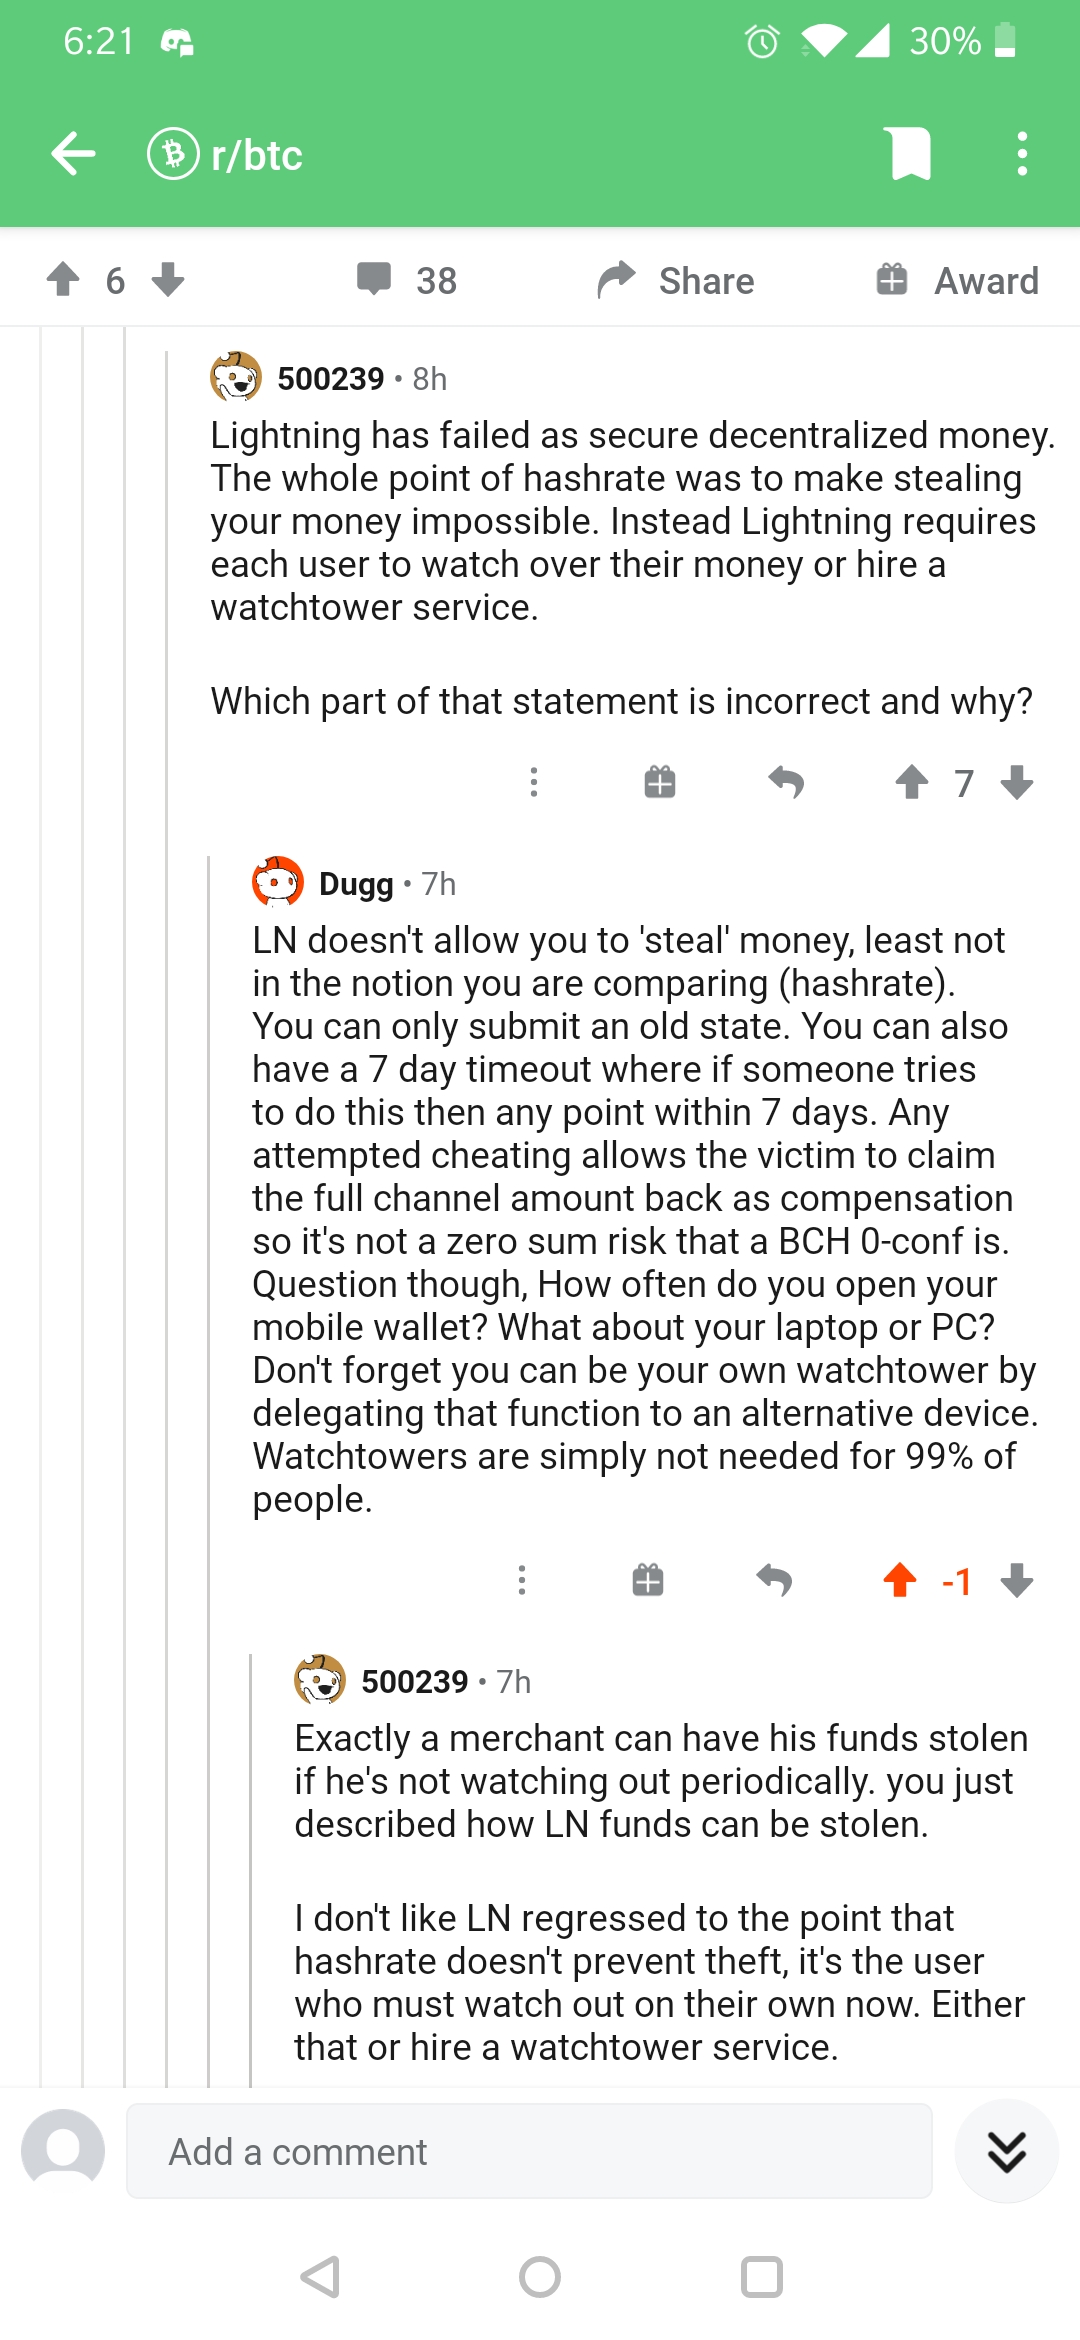 6:21
30%
r/btc
6
38
Share
Award
500239 • 8h
Lightning has failed as secure decentralized money.
The whole point of hashrate was to make stealing
your money impossible. Instead Lightning requires
each user to watch over their money or hire a
watchtower service.
Which part of that statement is incorrect and why?
7
Dugg • 7h
LN doesn't allow you to 'steal' money, least not
in the notion you are comparing (hashrate).
You can only submit an old state. You can also
have a 7 day timeout where if someone tries
to do this then any point within 7 days. Any
attempted cheating allows the victim to claim
the full channel amount back as compensation
so it's not a zero sum risk that a BCH 0-conf is.
Question though, How often do you open your
mobile wallet? What about your laptop or PC?
Don't forget you can be your own watchtower by
delegating that function to an alternative device.
Watchtowers are simply not needed for 99% of
people.
-1
500239 • 7h
Exactly a merchant can have his funds stolen
if he's not watching out periodically. you just
described how LN funds can be stolen.
I don't like LN regressed to the point that
hashrate doesn't prevent theft, it's the user
who must watch out on their own now. Either
that or hire a watchtower service.
Add a comment